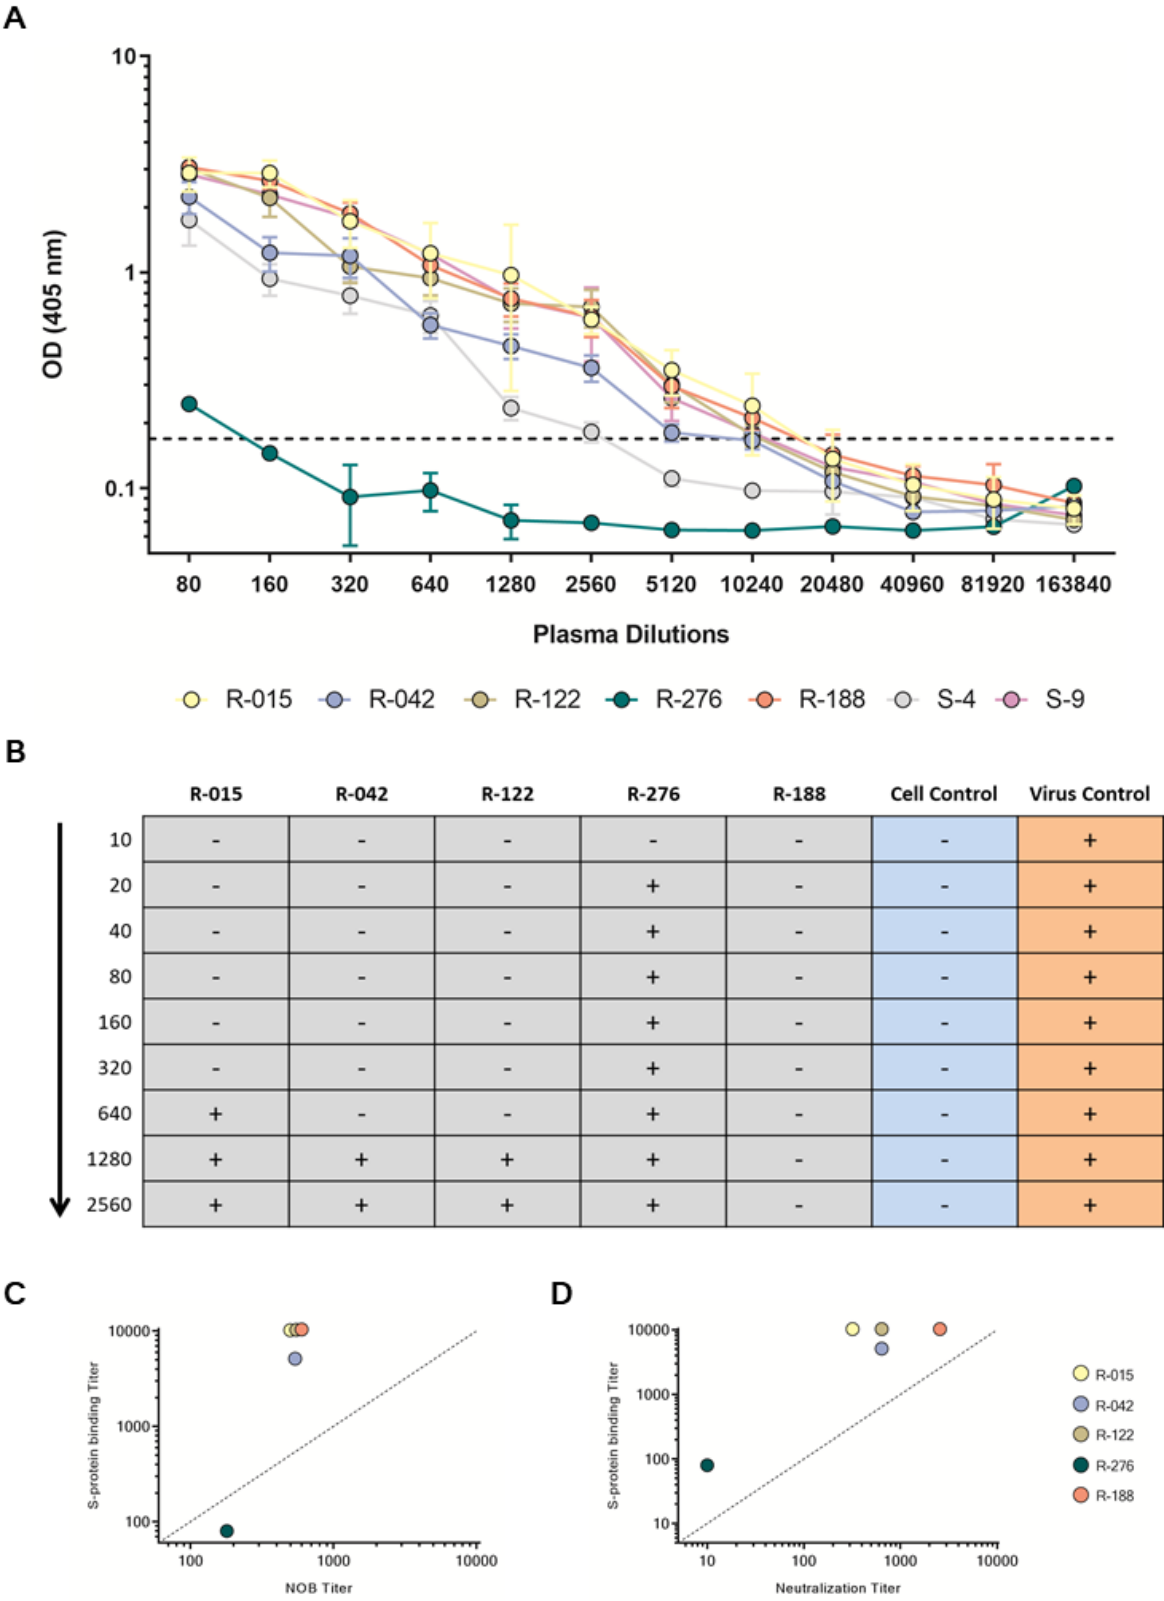 A
10
1
0.1
OD (405 nm)
80 160 320 640 1280 2560 5120 10240 20480 40960 81920 163840
Plasma Dilutions
R-015 R-042 R-122 R-276 R-188 S-4 S-9
B
R-015 R-042 R-122 R-276 R-188 Cell Control Virus Control
10 - - - - - - +
20 - - - + - - +
40 - - - + - - +
80 - - - + - - +
160 - - - + - - +
320 - - - + - - +
640 + - - + - - +
1280 + + + + - - +
2560 + + + + - - +
C
10000
1000
100
S-protein binding Titer
100 1000 10000
NOB Titer
D
10000
1000
100
10
S-protein binding Titer
10 100 1000 10000
Neutralization Titer
R-015
R-042
R-122
R-276
R-188